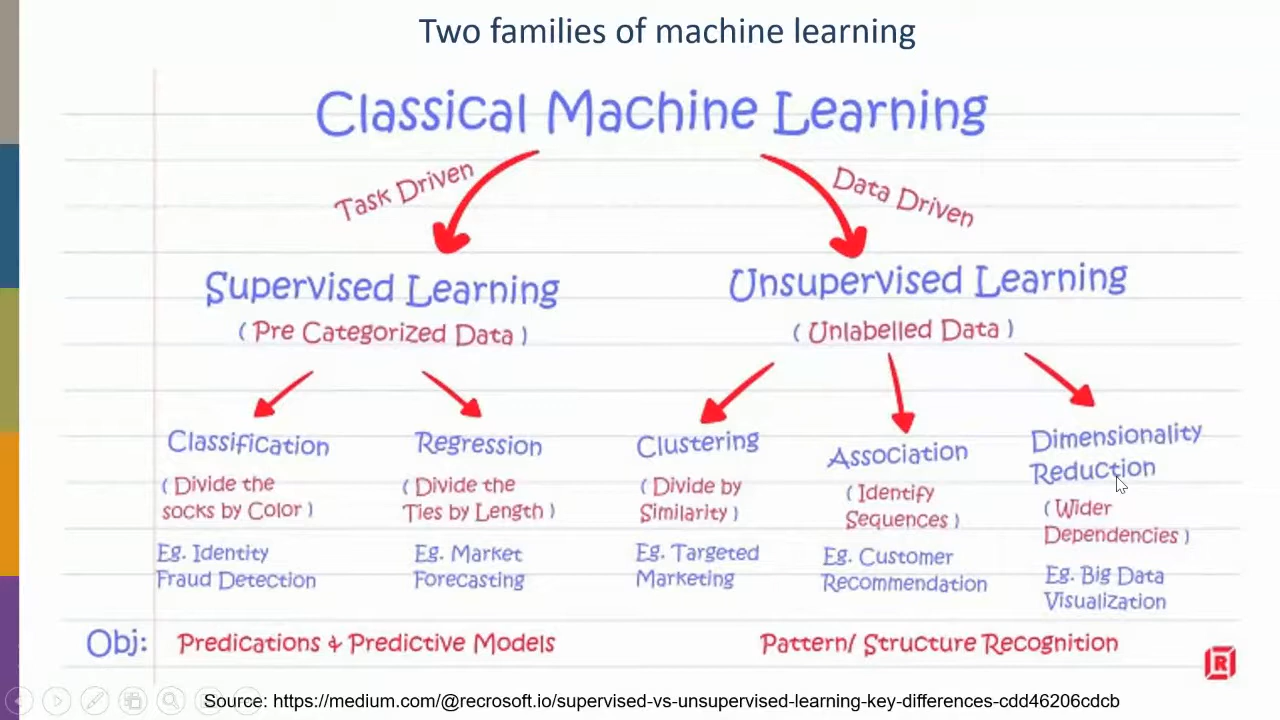 Two families of machine learning
Classical Machine Learning
Task Driven
Data Driven
Supervised Learning
( Pre Categorized Data )
Unsupervised Learning
( Unlabelled Data )
Classification
( Divide the
socks by Color )
Eg. Identity
Fraud Detection
Regression
( Divide the
Ties by Length )
Eg. Market
Forecasting
Clustering
( Divide by
Similarity )
Eg. Targeted
Marketing
Association
( Identify
Sequences )
Eg. Customer
Recommendation
Dimensionality
Reduction
( Wider
Dependencies )
Eg. Big Data
Visualization
Obj: Predications & Predictive Models
Pattern/ Structure Recognition
R
Source: https://medium.com/@recrosoft.io/supervised-vs-unsupervised-learning-key-differences-cdd46206cdcb